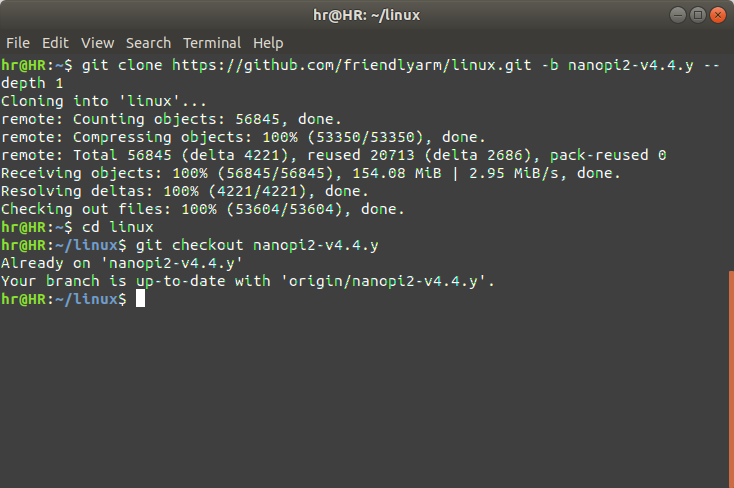 hr@HR: ~/linux
File Edit View Search Terminal Help
hr@HR:~$ git clone https://github.com/friendlyarm/linux.git -b nanopi2-v4.4.y --
depth 1
Cloning into 'linux'...
remote: Counting objects: 56845, done.
remote: Compressing objects: 100% (53350/53350), done.
remote: Total 56845 (delta 4221), reused 20713 (delta 2686), pack-reused 0
Receiving objects: 100% (56845/56845), 154.08 MiB | 2.95 MiB/s, done.
Resolving deltas: 100% (4221/4221), done.
Checking out files: 100% (53604/53604), done.
hr@HR:~$ cd linux
hr@HR:~/linux$ git checkout nanopi2-v4.4.y
Already on 'nanopi2-v4.4.y'
Your branch is up-to-date with 'origin/nanopi2-v4.4.y'.
hr@HR:~/linux$